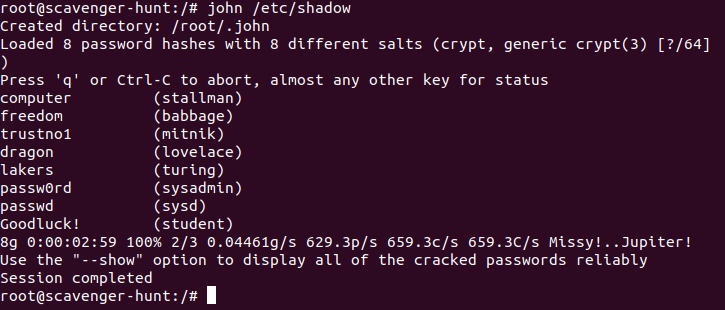 root@scavenger-hunt:/# john /etc/shadow
Created directory: /root/.john
Loaded 8 password hashes with 8 different salts (crypt, generic crypt(3) [?/64]
)
Press 'q' or Ctrl-C to abort, almost any other key for status
computer         (stallman)
freedom          (babbage)
trustno1         (mitnik)
dragon           (lovelace)
lakers           (turing)
passw0rd         (sysadmin)
passwd           (sysd)
Goodluck!        (student)
8g 0:00:02:59 100% 2/3 0.04461g/s 629.3p/s 659.3c/s 659.3C/s Missy!..Jupiter!
Use the "--show" option to display all of the cracked passwords reliably
Session completed
root@scavenger-hunt:/#